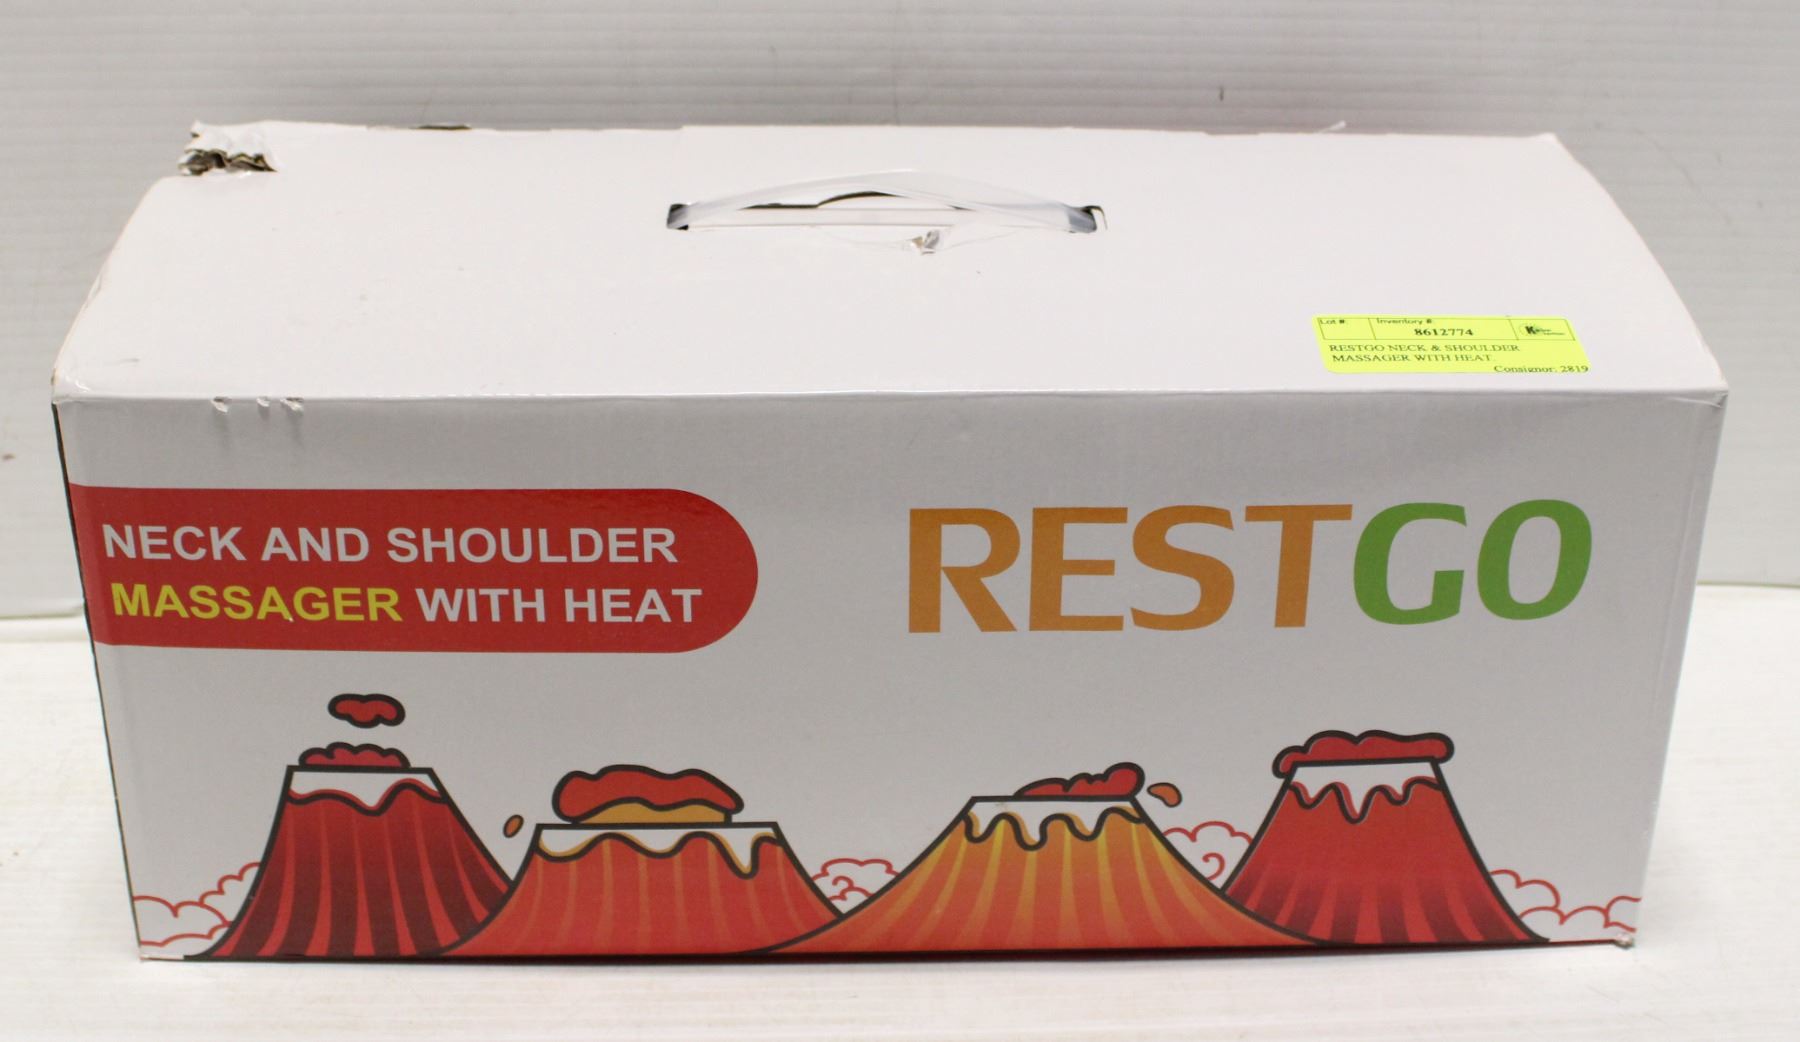 Lot #: Inventory #:
8612774
RESTGO NECK & SHOULDER
MASSAGER WITH HEAT.
Consignor: 2819
NECK AND SHOULDER
MASSAGER WITH HEAT
RESTGO